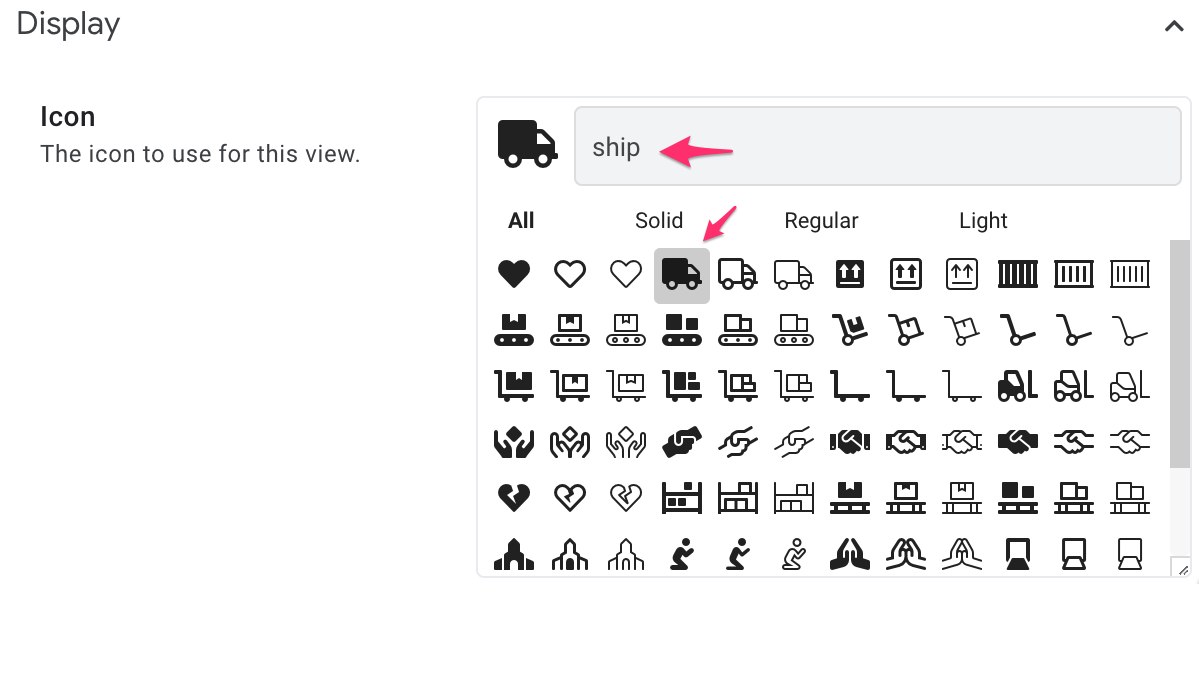 Display
Icon
The icon to use for this view.
ship
All Solid Regular Light